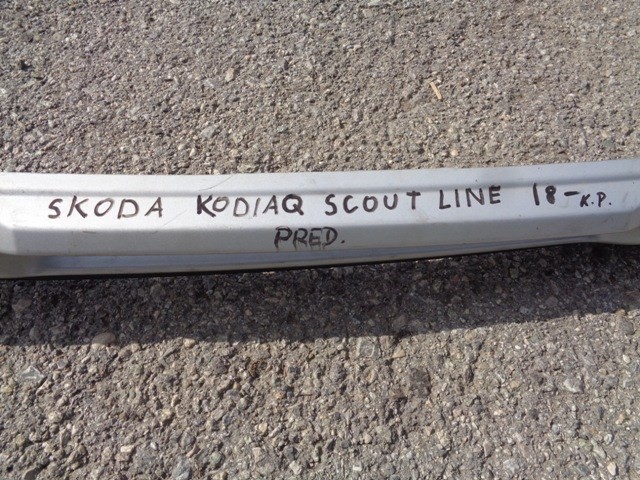 SKODA KODIAQ SCOUT LINE 18-K.P.
PRED.